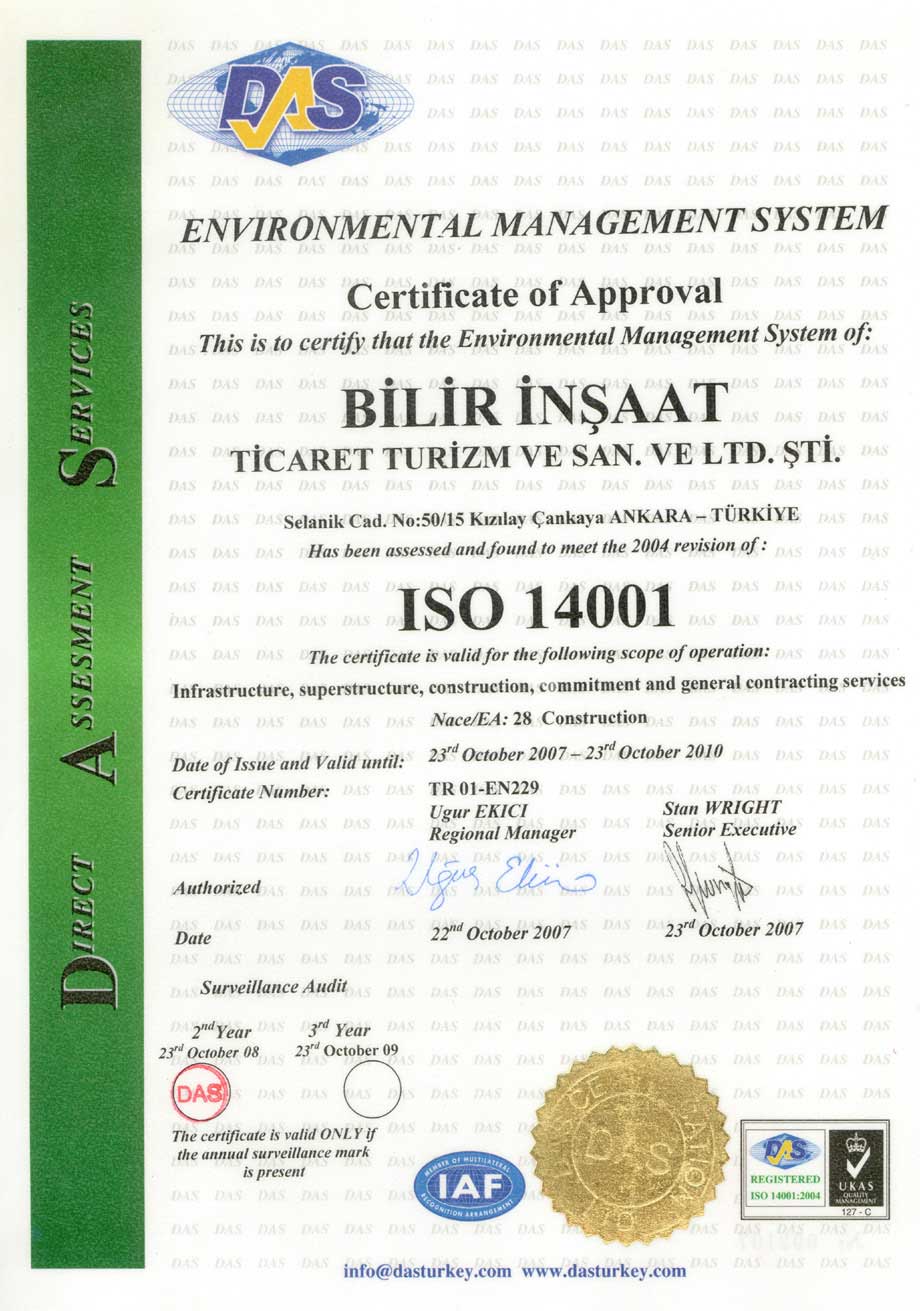 DAS
ENVIRONMENTAL MANAGEMENT SYSTEM
Certificate of Approval
This is to certify that the Environmental Management System of:
BİLİR İNŞAAT
TİCARET TURİZM VE SAN. VE LTD. ŞTİ.
Selanik Cad. No:50/15 Kızılay Çankaya ANKARA – TÜRKİYE
Has been assessed and found to meet the 2004 revision of :
ISO 14001
The certificate is valid for the following scope of operation:
Infrastructure, superstructure, construction, commitment and general contracting services
Nace/EA: 28 Construction
Date of Issue and Valid until: 23rd October 2007 – 23rd October 2010
Certificate Number: TR 01-EN229
Ugur EKICI Stan WRIGHT
Regional Manager Senior Executive
Authorized
Date 22nd October 2007 23rd October 2007
Surveillance Audit
2nd Year 3rd Year
23rd October 08 23rd October 09
DAS
The certificate is valid ONLY if
the annual surveillance mark
is present
MEMBER OF MULTILATERAL
IAF
RECOGNITION ARRANGEMENT
DAS
REGISTERED
ISO 14001:2004
UKAS
QUALITY
MANAGEMENT
127 - C
info@dasturkey.com www.dasturkey.com
DIRECT ASSESMENT SERVICES